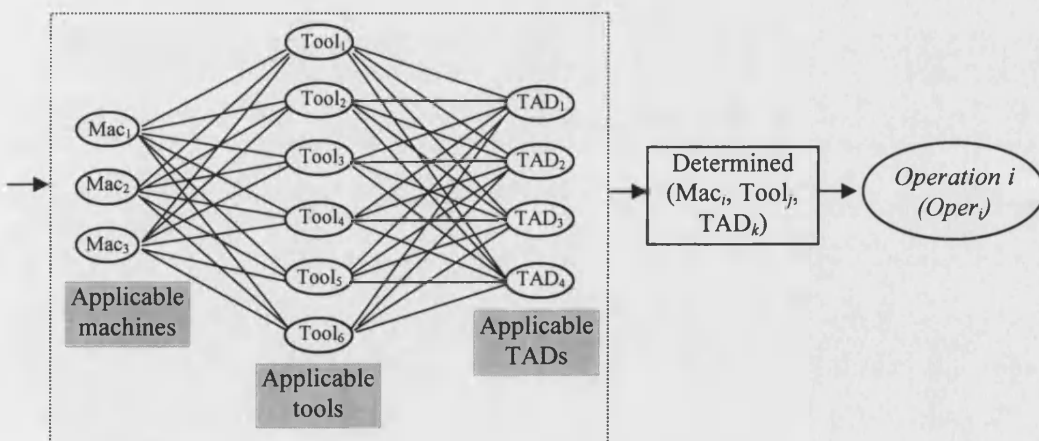 Tool₁
Tool₂
Tool₃
Tool₄
Tool₅
Tool₆
Mac₁
Mac₂
Mac₃
TAD₁
TAD₂
TAD₃
TAD₄
Applicable
machines
Applicable
tools
Applicable
TADs
Determined
(Macᵢ, Toolⱼ,
TADₖ)
Operation i
(Operᵢ)